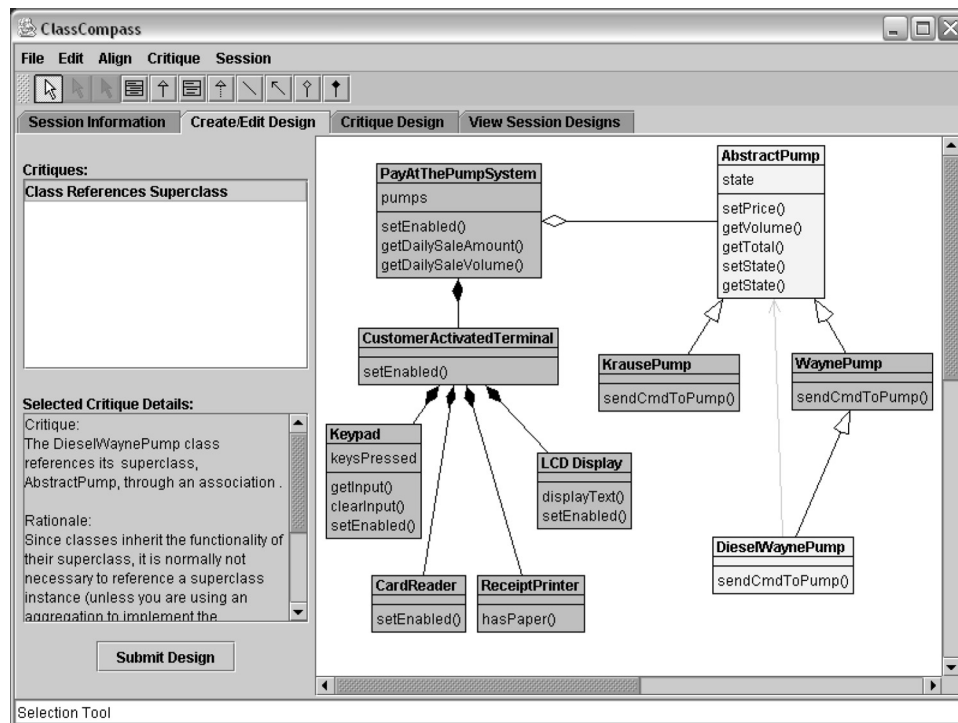 ClassCompass
File Edit Align Critique Session
Session Information Create/Edit Design Critique Design View Session Designs
Critiques:
Class References Superclass
Selected Critique Details:
Critique:
The DieselWaynePump class
references its superclass,
AbstractPump, through an association .
Rationale:
Since classes inherit the functionality of
their superclass, it is normally not
necessary to reference a superclass
instance (unless you are using an
aggregation to implement the
Submit Design
PayAtThePumpSystem
pumps
setEnabled()
getDailySaleAmount()
getDailySaleVolume()
AbstractPump
state
setPrice()
getVolume()
getTotal()
setState()
getState()
CustomerActivatedTerminal
setEnabled()
KrausePump
sendCmdToPump()
WaynePump
sendCmdToPump()
Keypad
keysPressed
getInput()
clearInput()
setEnabled()
LCD Display
displayText()
setEnabled()
DieselWaynePump
sendCmdToPump()
CardReader
setEnabled()
ReceiptPrinter
hasPaper()
Selection Tool